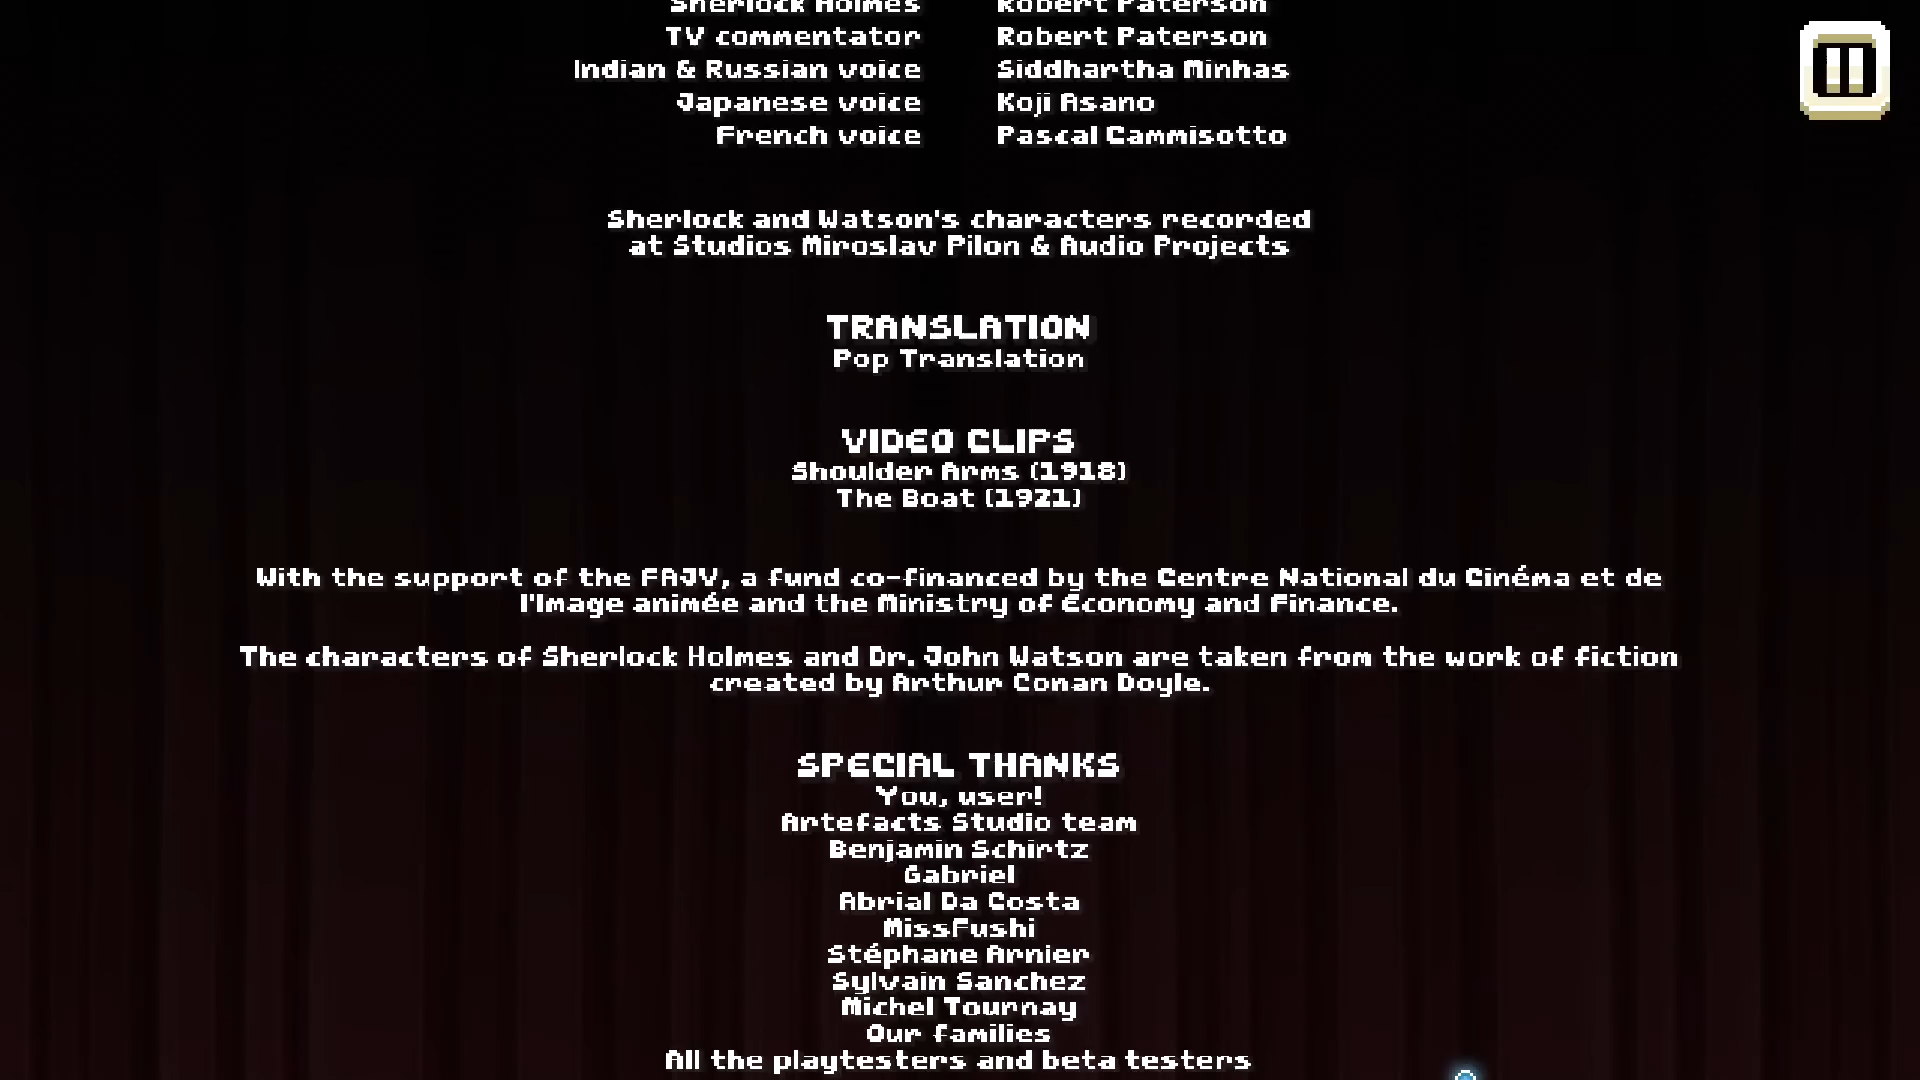 Sherlock Holmes Robert Paterson
TV commentator Robert Paterson
Indian & Russian voice Siddhartha Minhas
Japanese voice Koji Asano
French voice Pascal Cammisotto
Sherlock and Watson's characters recorded
at Studios Miroslav Pilon & Audio Projects
TRANSLATION
Pop Translation
VIDEO CLIPS
Shoulder Arms (1918)
The Boat (1921)
With the support of the FAJV, a fund co-financed by the Centre National du Cinéma et de
l'Image animée and the Ministry of Economy and Finance.
The characters of Sherlock Holmes and Dr. John Watson are taken from the work of fiction
created by Arthur Conan Doyle.
SPECIAL THANKS
You, user!
Artefacts Studio team
Benjamin Schirtz
Gabriel
Abrial Da Costa
MissFushi
Stéphane Arnier
Sylvain Sanchez
Michel Tournay
Our families
All the playtesters and beta testers